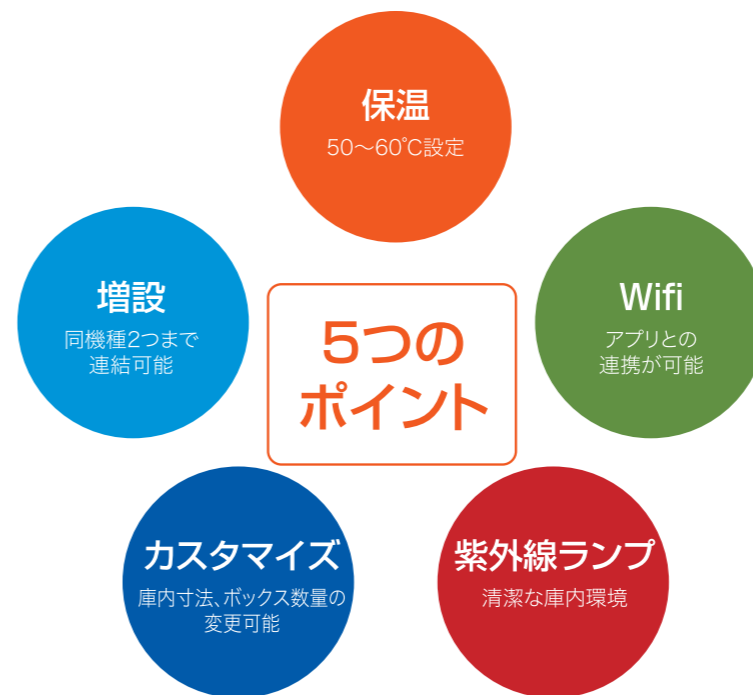 保温
50〜60℃設定
増設
同機種2つまで
連結可能
Wifi
アプリとの
連携が可能
5つの
ポイント
カスタマイズ
庫内寸法、ボックス数量の
変更可能
紫外線ランプ
清潔な庫内環境